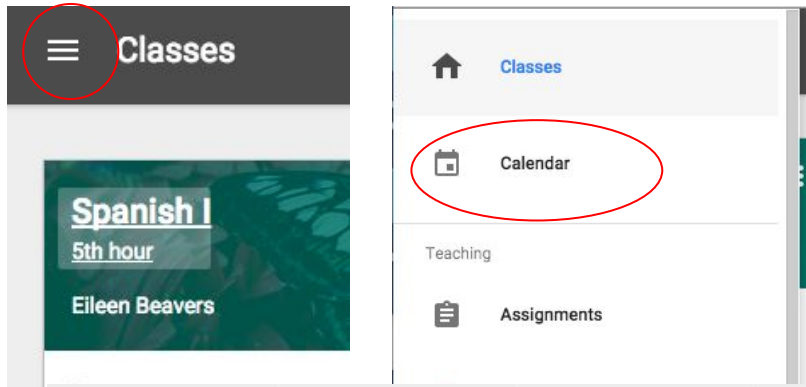 Classes
Spanish I
5th hour
Eileen Beavers
Classes
Calendar
Teaching
Assignments